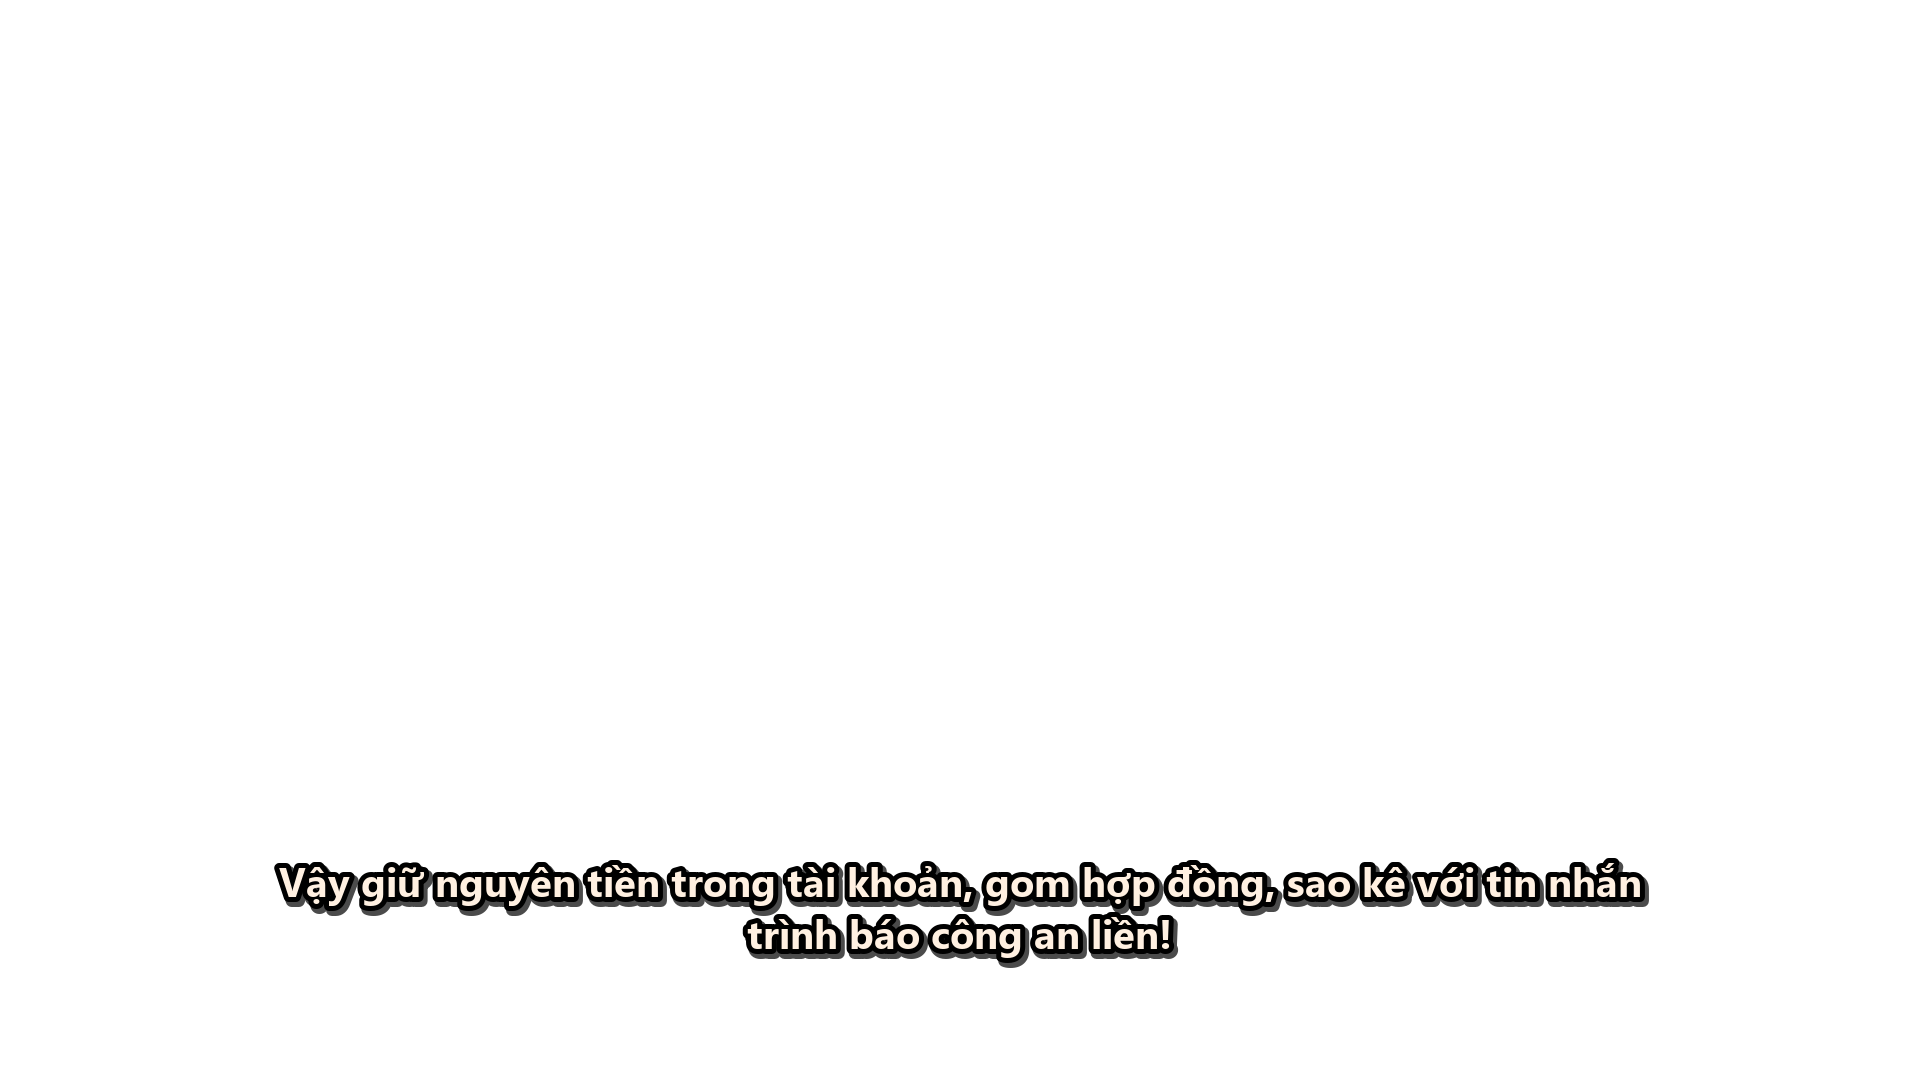 Vậy giữ nguyên tiền trong tài khoản, gom hợp đồng, sao kê với tin nhắn
trình báo công an liền!